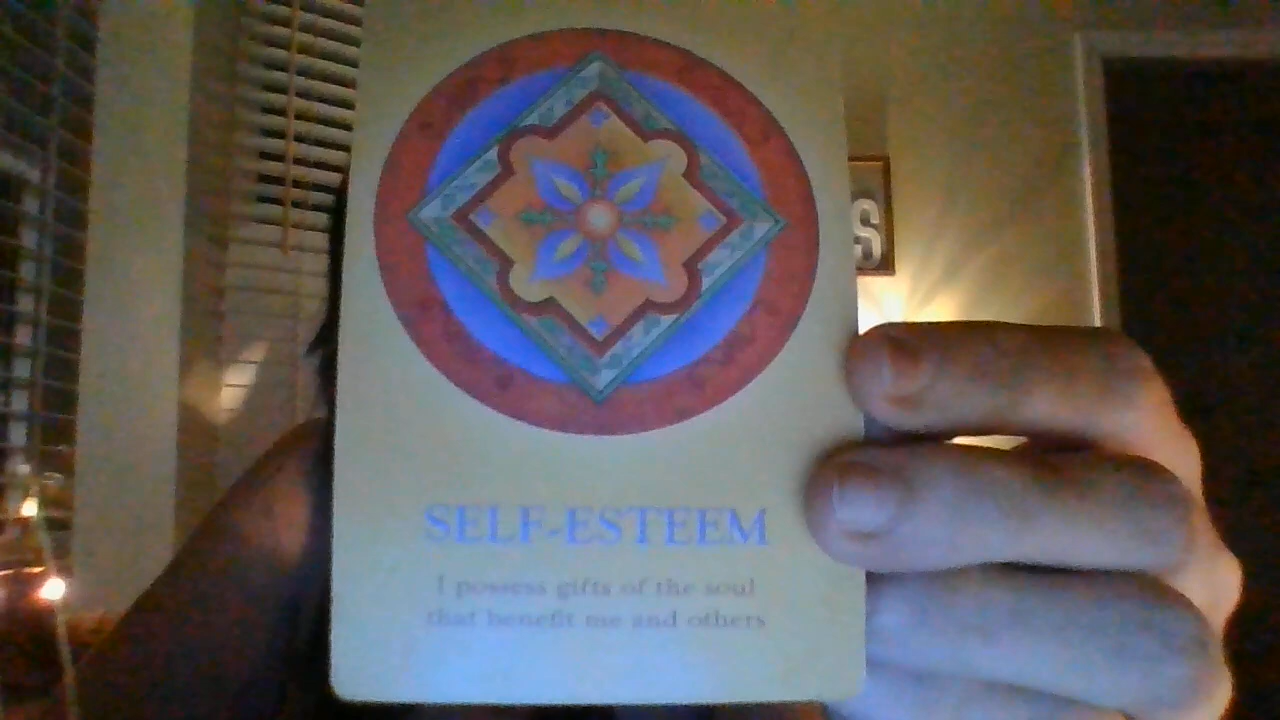 S
SELF-ESTEEM
I possess gifts of the soul
that benefit me and others